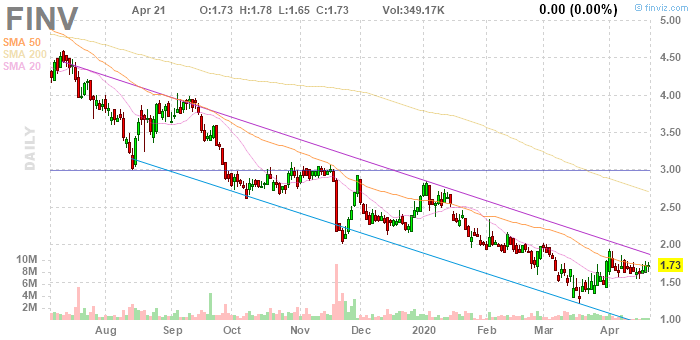 FINV Apr 21 O:1.73 H:1.78 L:1.65 C:1.73 Vol:349.17K 0.00 (0.00%)
© finviz.com
SMA 50
SMA 200
SMA 20
DAILY
5.00
4.50
4.00
3.50
3.00
2.50
2.00
1.73
1.50
1.00
10M
8M
6M
4M
2M
Aug Sep Oct Nov Dec 2020 Feb Mar Apr